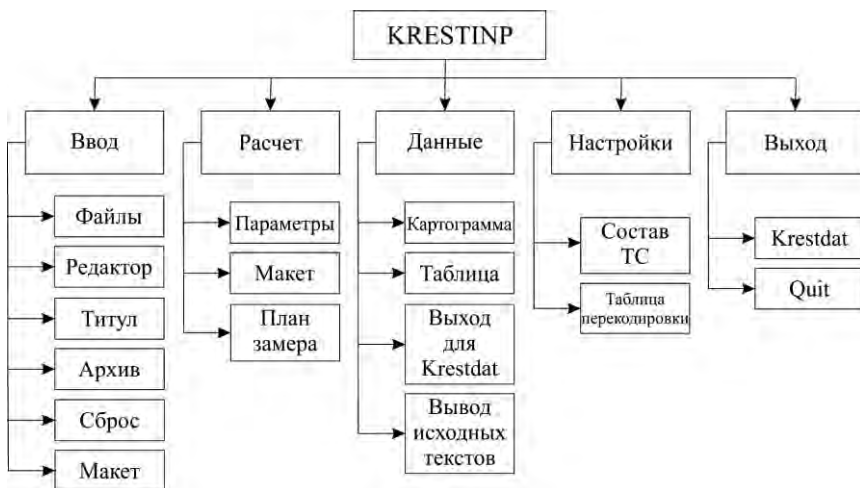 KRESTINP
Ввод
Файлы
Редактор
Титул
Архив
Сброс
Макет
Расчет
Параметры
Макет
План
замера
Данные
Картограмма
Таблица
Выход
для
Krestdat
Вывод
исходных
текстов
Настройки
Состав
ТС
Таблица
перекодировки
Выход
Krestdat
Quit